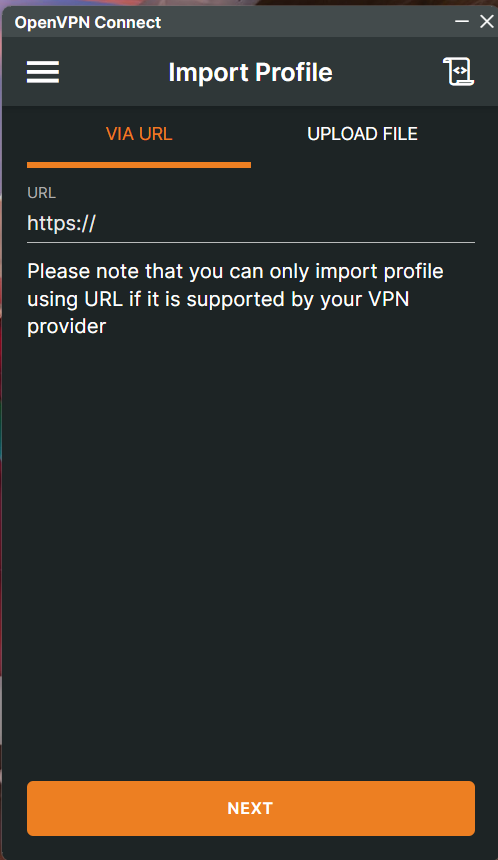 OpenVPN Connect
Import Profile
VIA URL
UPLOAD FILE
URL
https://
Please note that you can only import profile
using URL if it is supported by your VPN
provider
NEXT